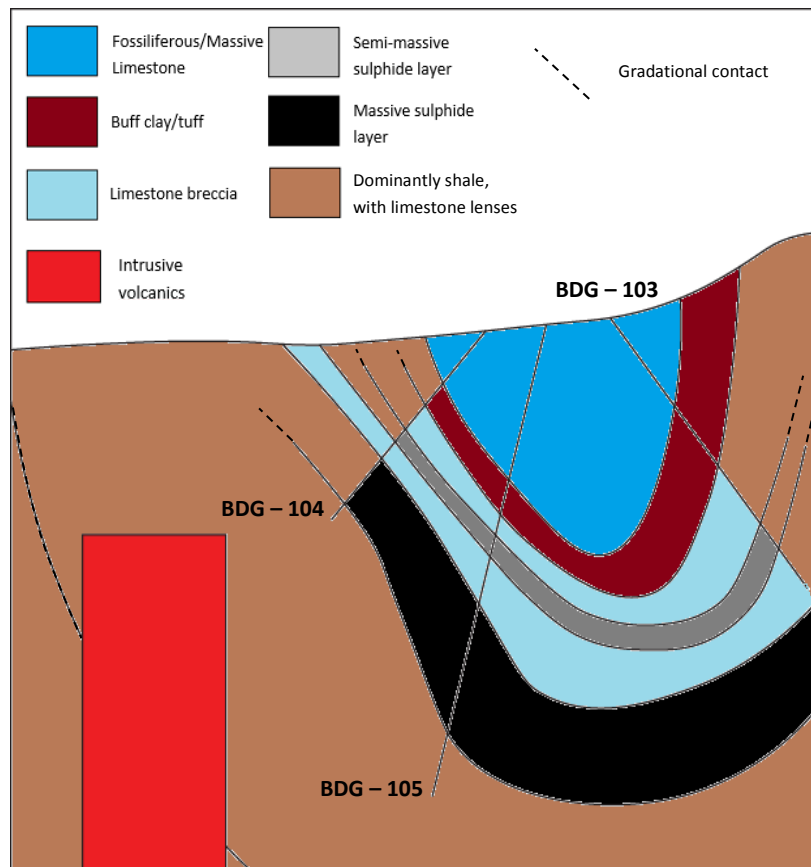 Fossiliferous/Massive
Limestone
Semi-massive
sulphide layer
Gradational contact
Buff clay/tuff
Massive sulphide
layer
Limestone breccia
Dominantly shale,
with limestone lenses
Intrusive
volcanics
BDG – 103
BDG – 104
BDG – 105